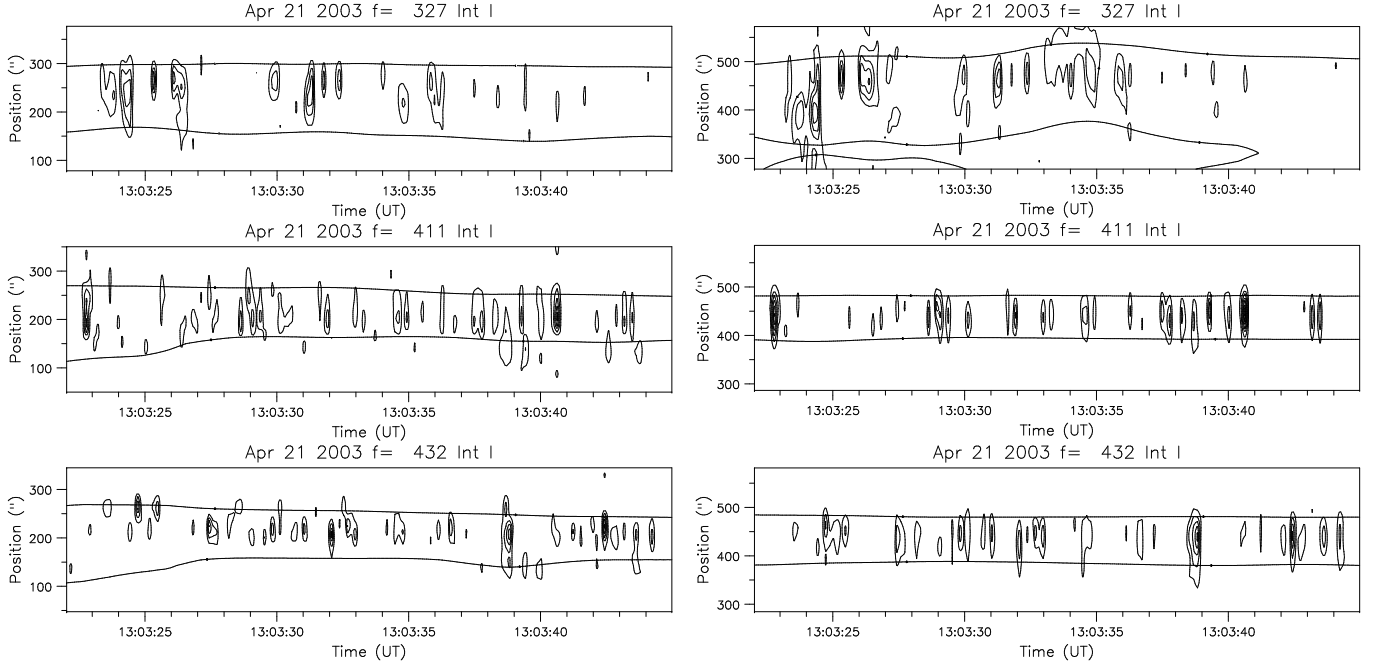 Apr 21 2003 f= 327 Int I
Position (")
300
200
100
13:03:25 13:03:30 13:03:35 13:03:40
Time (UT)
Apr 21 2003 f= 327 Int I
Position (")
500
400
300
13:03:25 13:03:30 13:03:35 13:03:40
Time (UT)
Apr 21 2003 f= 411 Int I
Position (")
300
200
100
13:03:25 13:03:30 13:03:35 13:03:40
Time (UT)
Apr 21 2003 f= 411 Int I
Position (")
500
400
300
13:03:25 13:03:30 13:03:35 13:03:40
Time (UT)
Apr 21 2003 f= 432 Int I
Position (")
300
200
100
13:03:25 13:03:30 13:03:35 13:03:40
Time (UT)
Apr 21 2003 f= 432 Int I
Position (")
500
400
300
13:03:25 13:03:30 13:03:35 13:03:40
Time (UT)